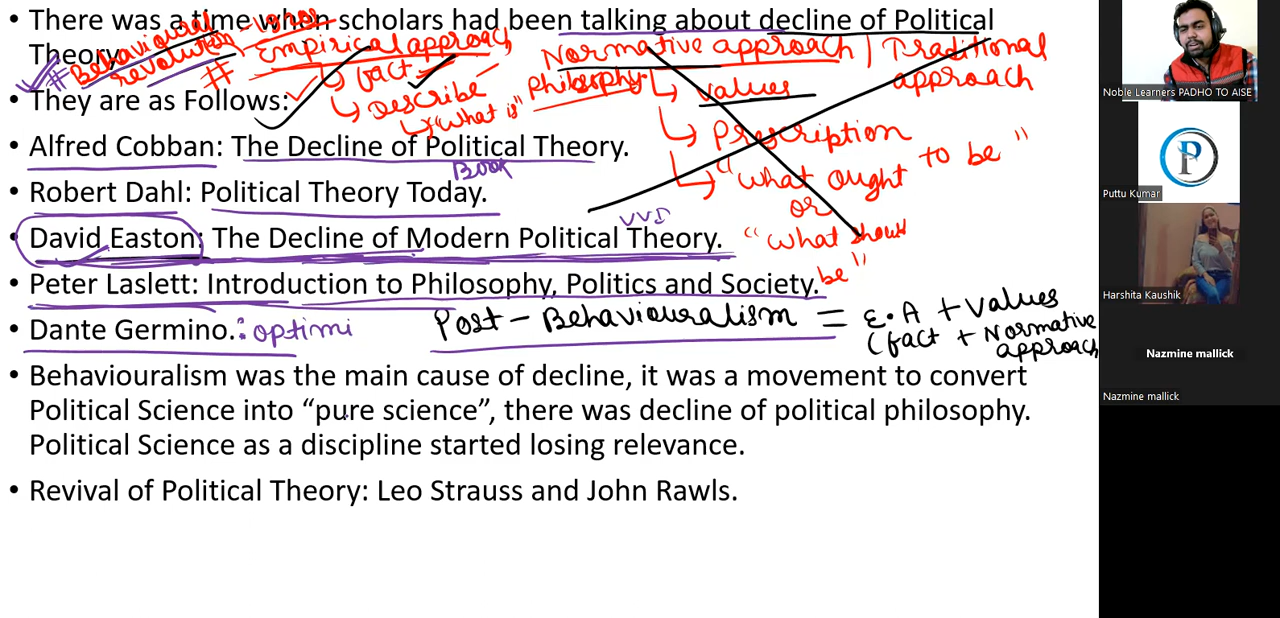 • There was a time when scholars had been talking about decline of Political
Theory.
# Behavioural
revolution
#
Empirical approach
↳ fact
↳ Describe
↳ "What is"
Normative approach | Traditional
approach
Philosophy
↳ values
↳ Prescription
↳ "what ought to be"
or
"what should
be"
• They are as Follows:
• Alfred Cobban: The Decline of Political Theory.
Book
• Robert Dahl: Political Theory Today.
VVI
• David Easton: The Decline of Modern Political Theory.
• Peter Laslett: Introduction to Philosophy, Politics and Society.
• Dante Germino.: optimi
Post - Behaviouralism = E.A + values
(fact + Normative
approach
• Behaviouralism was the main cause of decline, it was a movement to convert
Political Science into “pure science”, there was decline of political philosophy.
Political Science as a discipline started losing relevance.
• Revival of Political Theory: Leo Strauss and John Rawls.
Noble Learners PADHO TO AISE
P
Puttu Kumar
Harshita Kaushik
Nazmine mallick
Nazmine mallick